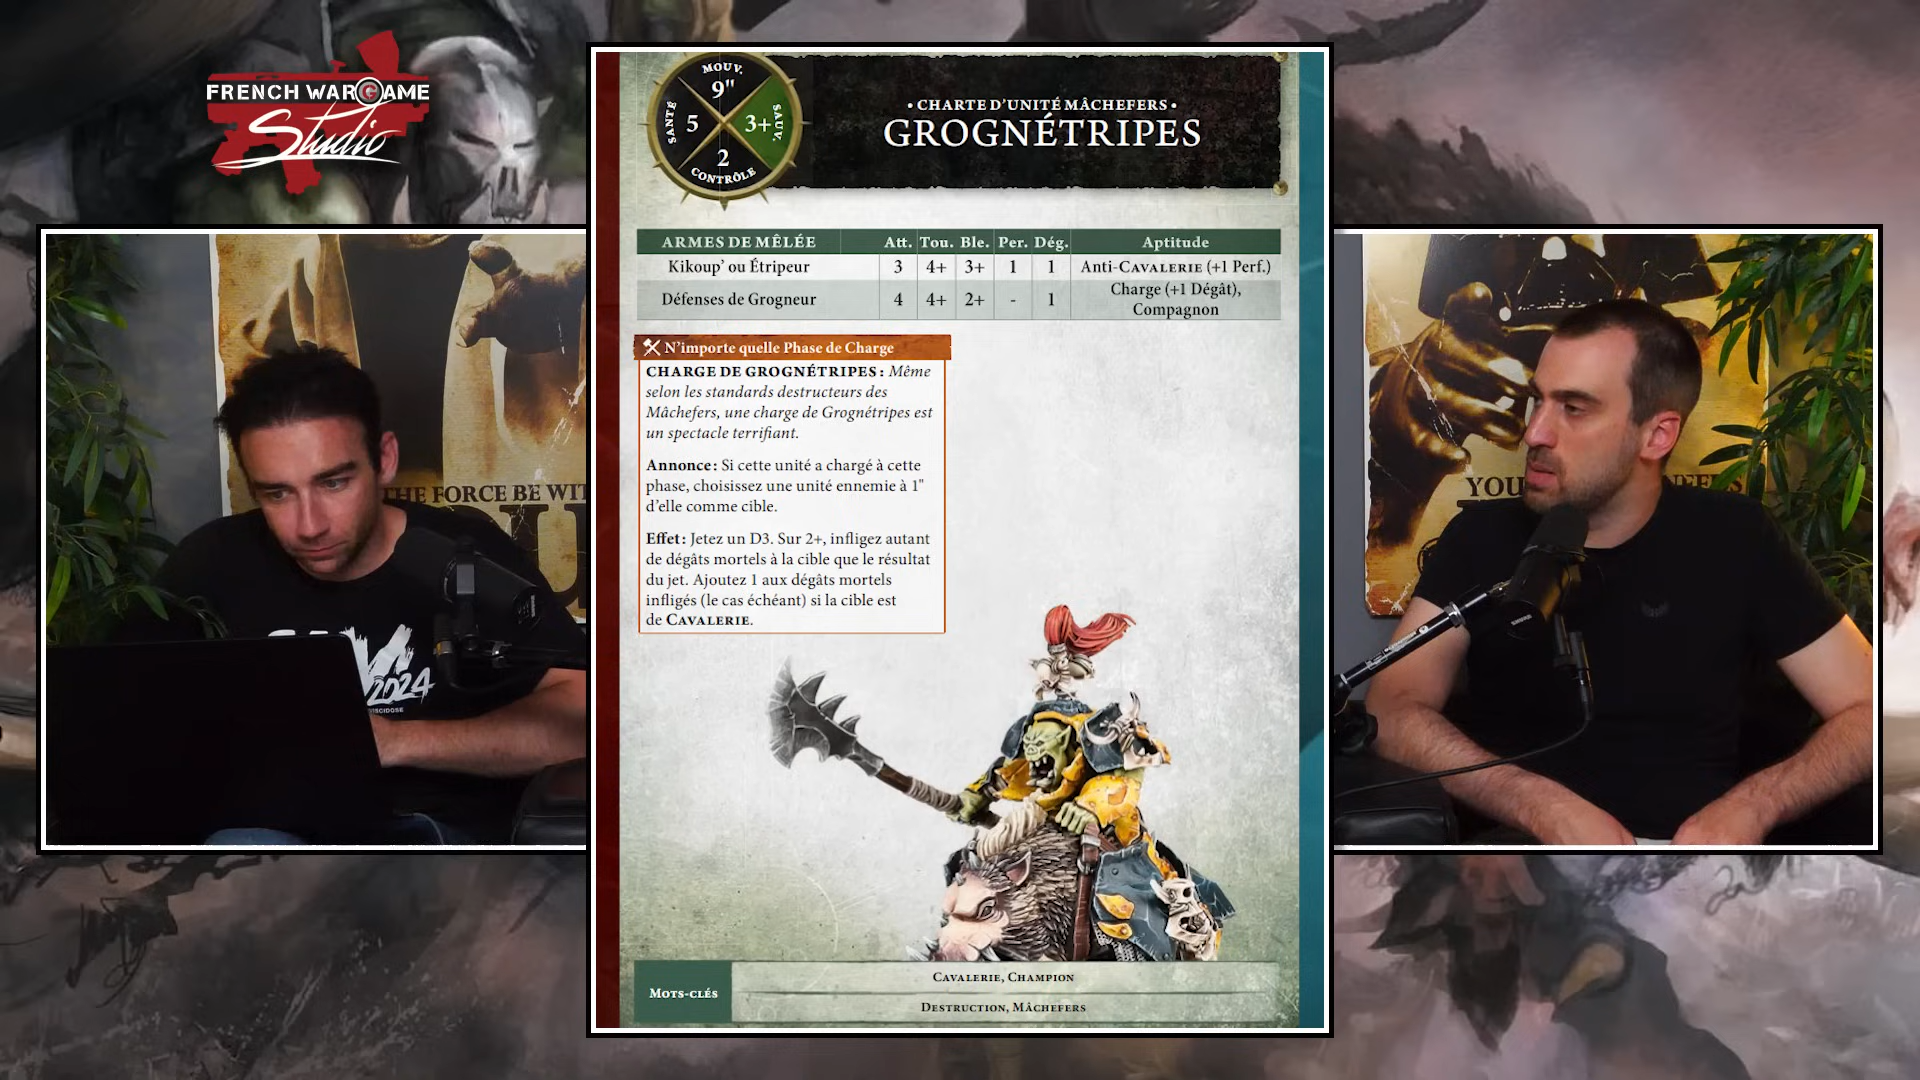 FRENCH WARGAME
Studio
MOUV.
9"
SANTÉ
5
3+
SAUV.
2
CONTRÔLE
• CHARTE D'UNITÉ MÂCHEFERS •
GROGNÉTRIPES
ARMES DE MÊLÉE Att. Tou. Ble. Per. Dég. Aptitude
Kikoup' ou Étripeur 3 4+ 3+ 1 1 Anti-CAVALERIE (+1 Perf.)
Défenses de Grogneur 4 4+ 2+ - 1 Charge (+1 Dégât),
Compagnon
N'importe quelle Phase de Charge
CHARGE DE GROGNÉTRIPES : Même
selon les standards destructeurs des
Mâchefers, une charge de Grognétripes est
un spectacle terrifiant.
Annonce : Si cette unité a chargé à cette
phase, choisissez une unité ennemie à 1"
d'elle comme cible.
Effet : Jetez un D3. Sur 2+, infligez autant
de dégâts mortels à la cible que le résultat
du jet. Ajoutez 1 aux dégâts mortels
infligés (le cas échéant) si la cible est
de CAVALERIE.
MOTS-CLÉS
CAVALERIE, CHAMPION
DESTRUCTION, MÂCHEFERS
THE FORCE BE WIT
YOU
2024